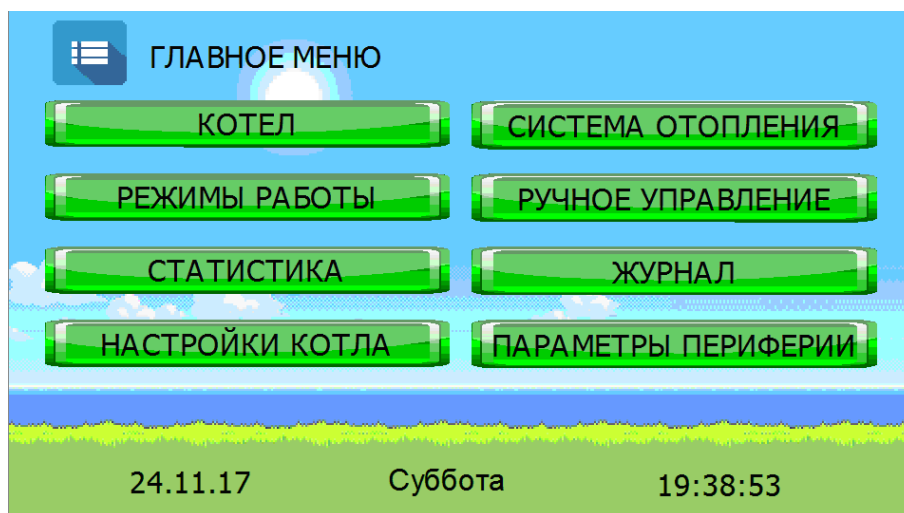 ГЛАВНОЕ МЕНЮ
КОТЕЛ
СИСТЕМА ОТОПЛЕНИЯ
РЕЖИМЫ РАБОТЫ
РУЧНОЕ УПРАВЛЕНИЕ
СТАТИСТИКА
ЖУРНАЛ
НАСТРОЙКИ КОТЛА
ПАРАМЕТРЫ ПЕРИФЕРИИ
24.11.17 Суббота 19:38:53